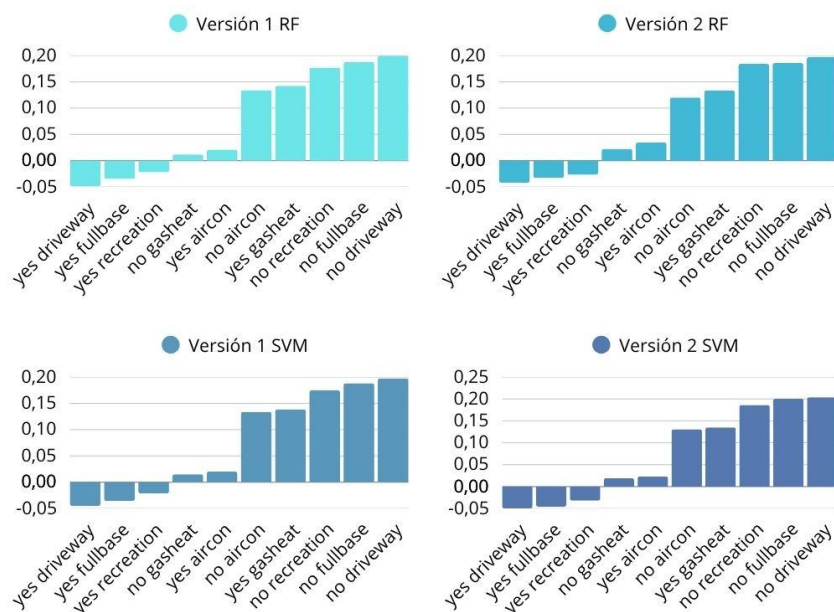 Versión 1 RF
0,20
0,15
0,10
0,05
0,00
-0,05
yes driveway
yes fullbase
yes recreation
no gasheat
yes aircon
no aircon
yes gasheat
no recreation
no fullbase
no driveway
Versión 2 RF
0,20
0,15
0,10
0,05
0,00
-0,05
yes driveway
yes fullbase
yes recreation
no gasheat
yes aircon
no aircon
yes gasheat
no recreation
no fullbase
no driveway
Versión 1 SVM
0,20
0,15
0,10
0,05
0,00
-0,05
yes driveway
yes fullbase
yes recreation
no gasheat
yes aircon
no aircon
yes gasheat
no recreation
no fullbase
no driveway
Versión 2 SVM
0,25
0,20
0,15
0,10
0,05
0,00
-0,05
yes driveway
yes fullbase
yes recreation
no gasheat
yes aircon
no aircon
yes gasheat
no recreation
no fullbase
no driveway